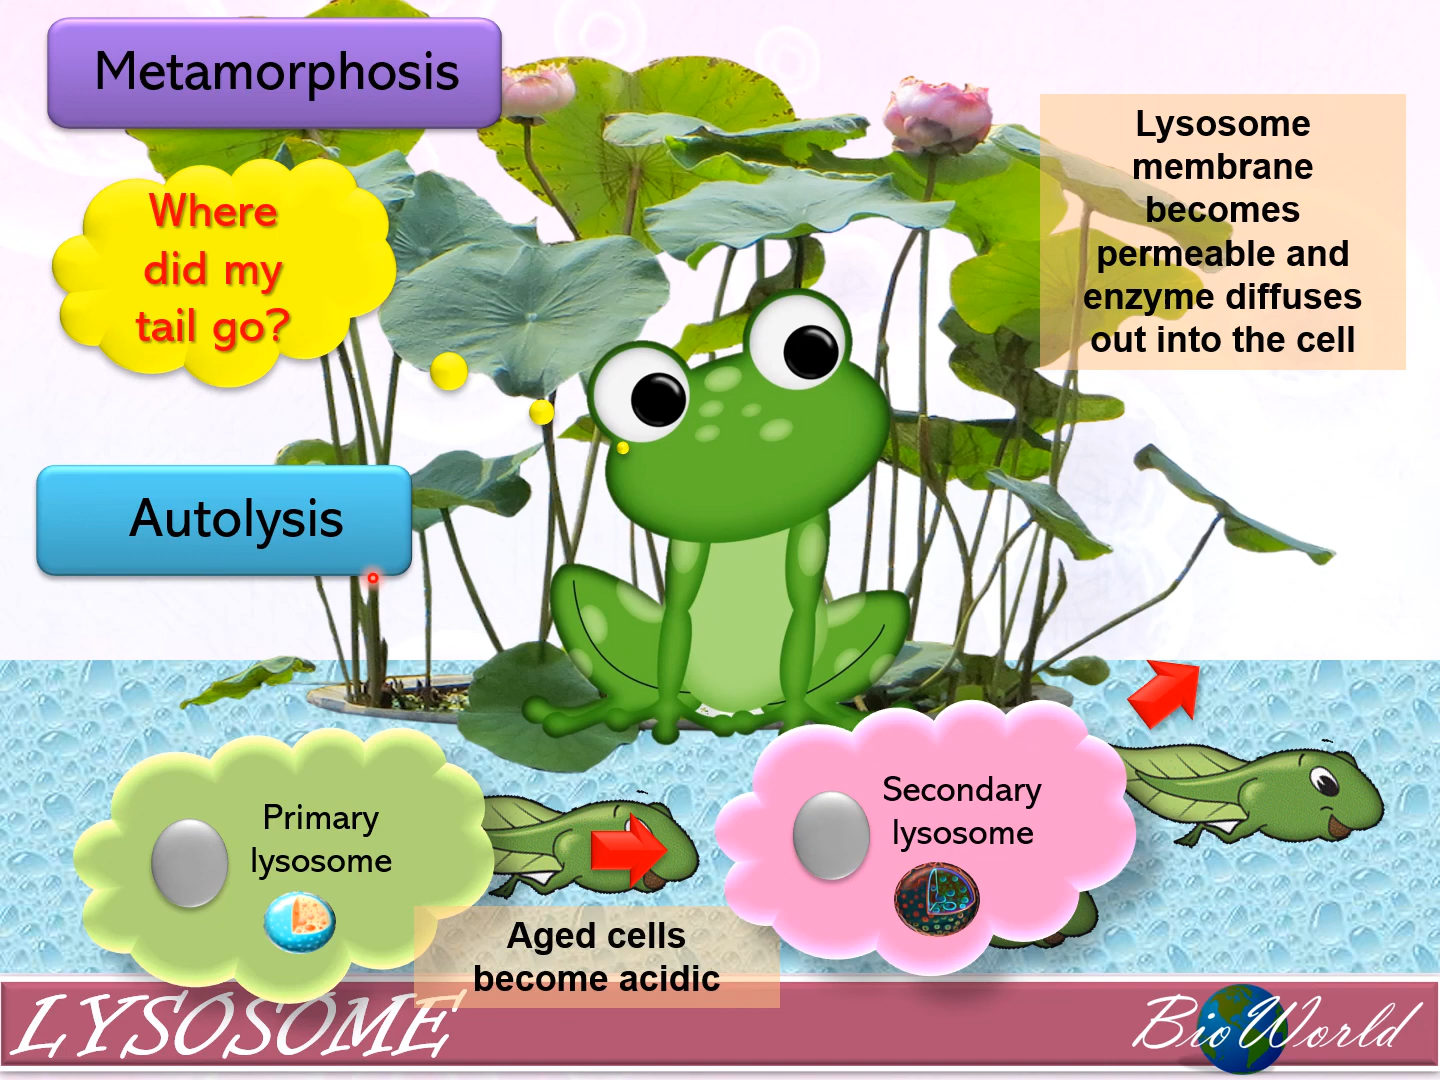 Metamorphosis
Where
did my
tail go?
Lysosome
membrane
becomes
permeable and
enzyme diffuses
out into the cell
Autolysis
Primary
lysosome
Secondary
lysosome
Aged cells
become acidic
LYSOSOME
BioWorld